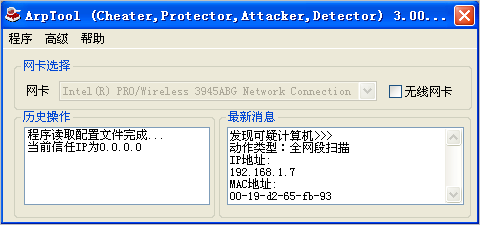 ArpTool (Cheater,Protector,Attacker,Detector) 3.00...
程序 高级 帮助
网卡选择
网卡 Intel(R) PRO/Wireless 3945ABG Network Connection 无线网卡
历史操作
程序读取配置文件完成...
当前信任IP为0.0.0.0
最新消息
发现可疑计算机>>>
动作类型：全网段扫描
IP地址:
192.168.1.7
MAC地址:
00-19-d2-65-fb-93